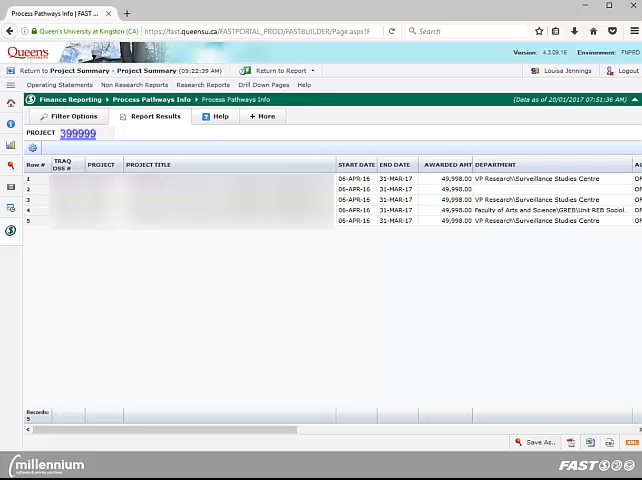 Process Pathways Info | FAST ...
Queen's University at Kingston (CA)
https://fast.queensu.ca/FASTPORTAL_PROD/FASTBUILDER/Page.aspx?F
Search
Queen's
Version: 4.3.09.16 Environment: FNFRD
Return to Project Summary - Project Summary (09:22:39 AM) Return to Report Louisa Jennings Logout
Operating Statements Non Research Reports Research Reports Drill Down Pages Help
Finance Reporting Process Pathways Info Process Pathways Info (Data as of 20/01/2017 07:51:36 AM)
Filter Options Report Results Help + More
PROJECT 399999
Row # TRAQ DSS # PROJECT PROJECT TITLE START DATE END DATE AWARDED AMT DEPARTMENT
1 06-APR-16 31-MAR-17 49,998.00 VP Research\Surveillance Studies Centre
2 06-APR-16 31-MAR-17 49,998.00
3 06-APR-16 31-MAR-17 49,998.00 VP Research\Surveillance Studies Centre
4 06-APR-16 31-MAR-17 49,998.00 Faculty of Arts and Science\GREB\Unit REB Sociol..
5 06-APR-16 31-MAR-17 49,998.00 VP Research\Surveillance Studies Centre
Records:
5
Save As..
millennium FAST